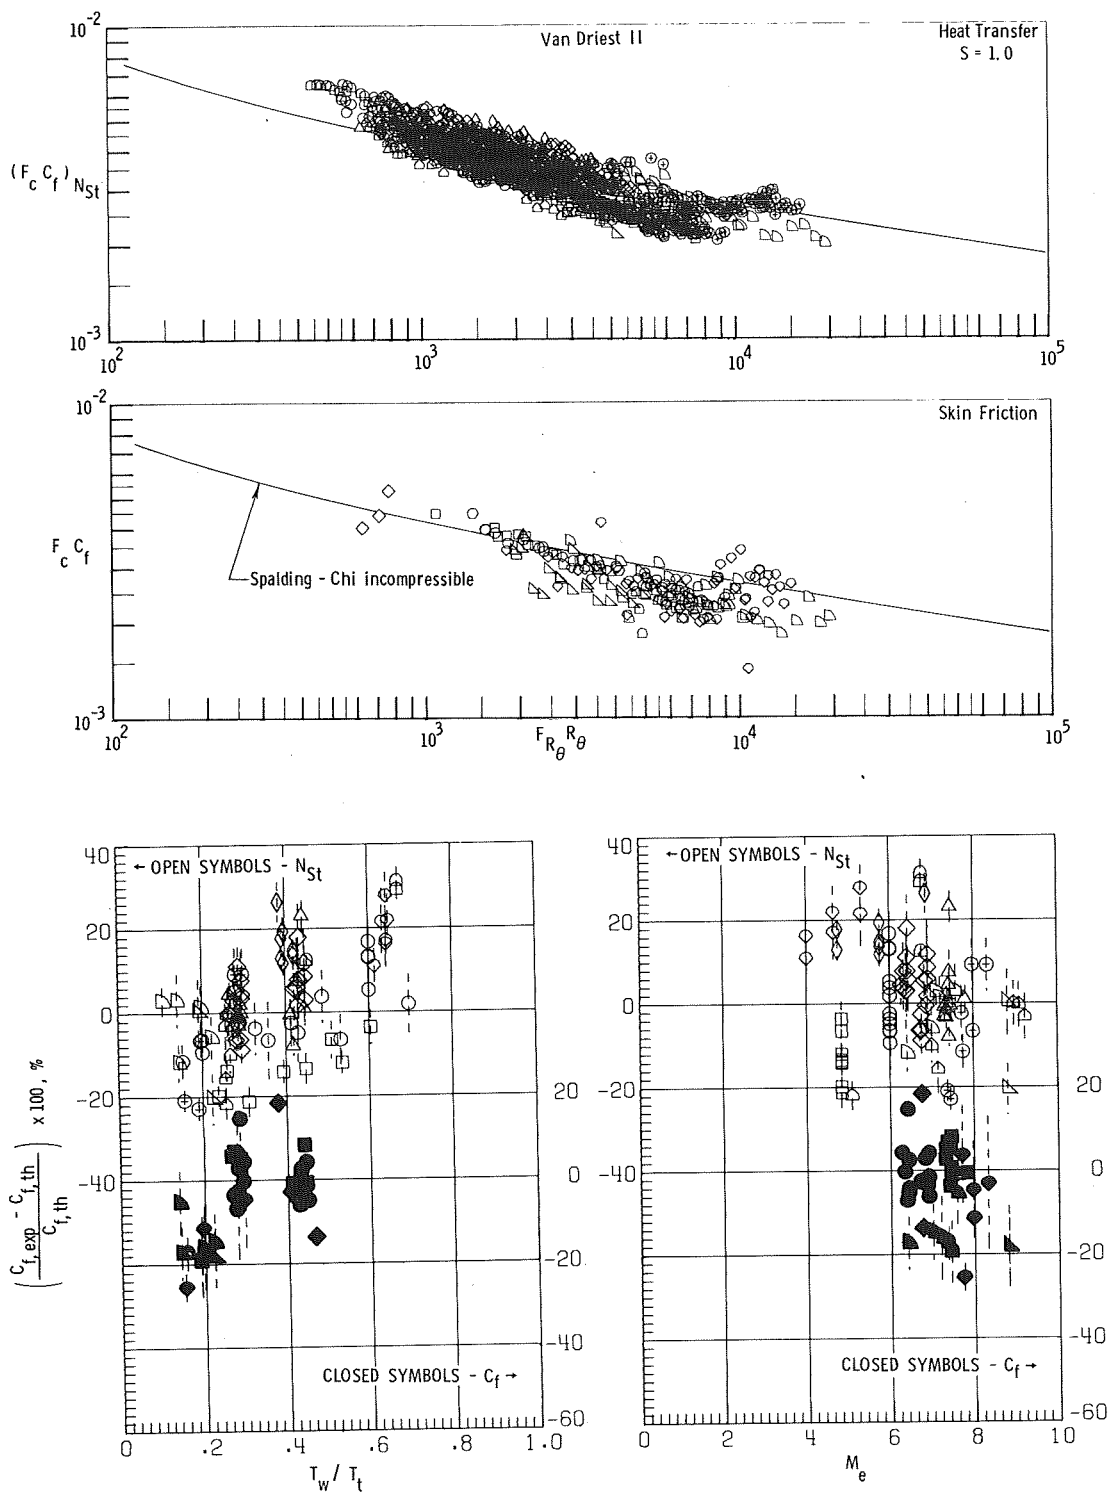 10^-2
Van Driest II
Heat Transfer
S = 1.0
(F_c C_f)_N_St
10^-3
10^2
10^3
10^4
10^5
10^-2
Skin Friction
F_c C_f
Spalding - Chi incompressible
10^-3
10^2
10^3
F_R_θ R_θ
10^4
10^5
40
20
0
-20
-40
← OPEN SYMBOLS - N_St
20
0
-20
-40
-60
CLOSED SYMBOLS - C_f →
(C_f,exp - C_f,th / C_f,th) x 100, %
0 .2 .4 .6 .8 1.0
T_w / T_t
40
20
0
-20
-40
← OPEN SYMBOLS - N_St
20
0
-20
-40
-60
CLOSED SYMBOLS - C_f →
0 2 4 6 8 10
M_e